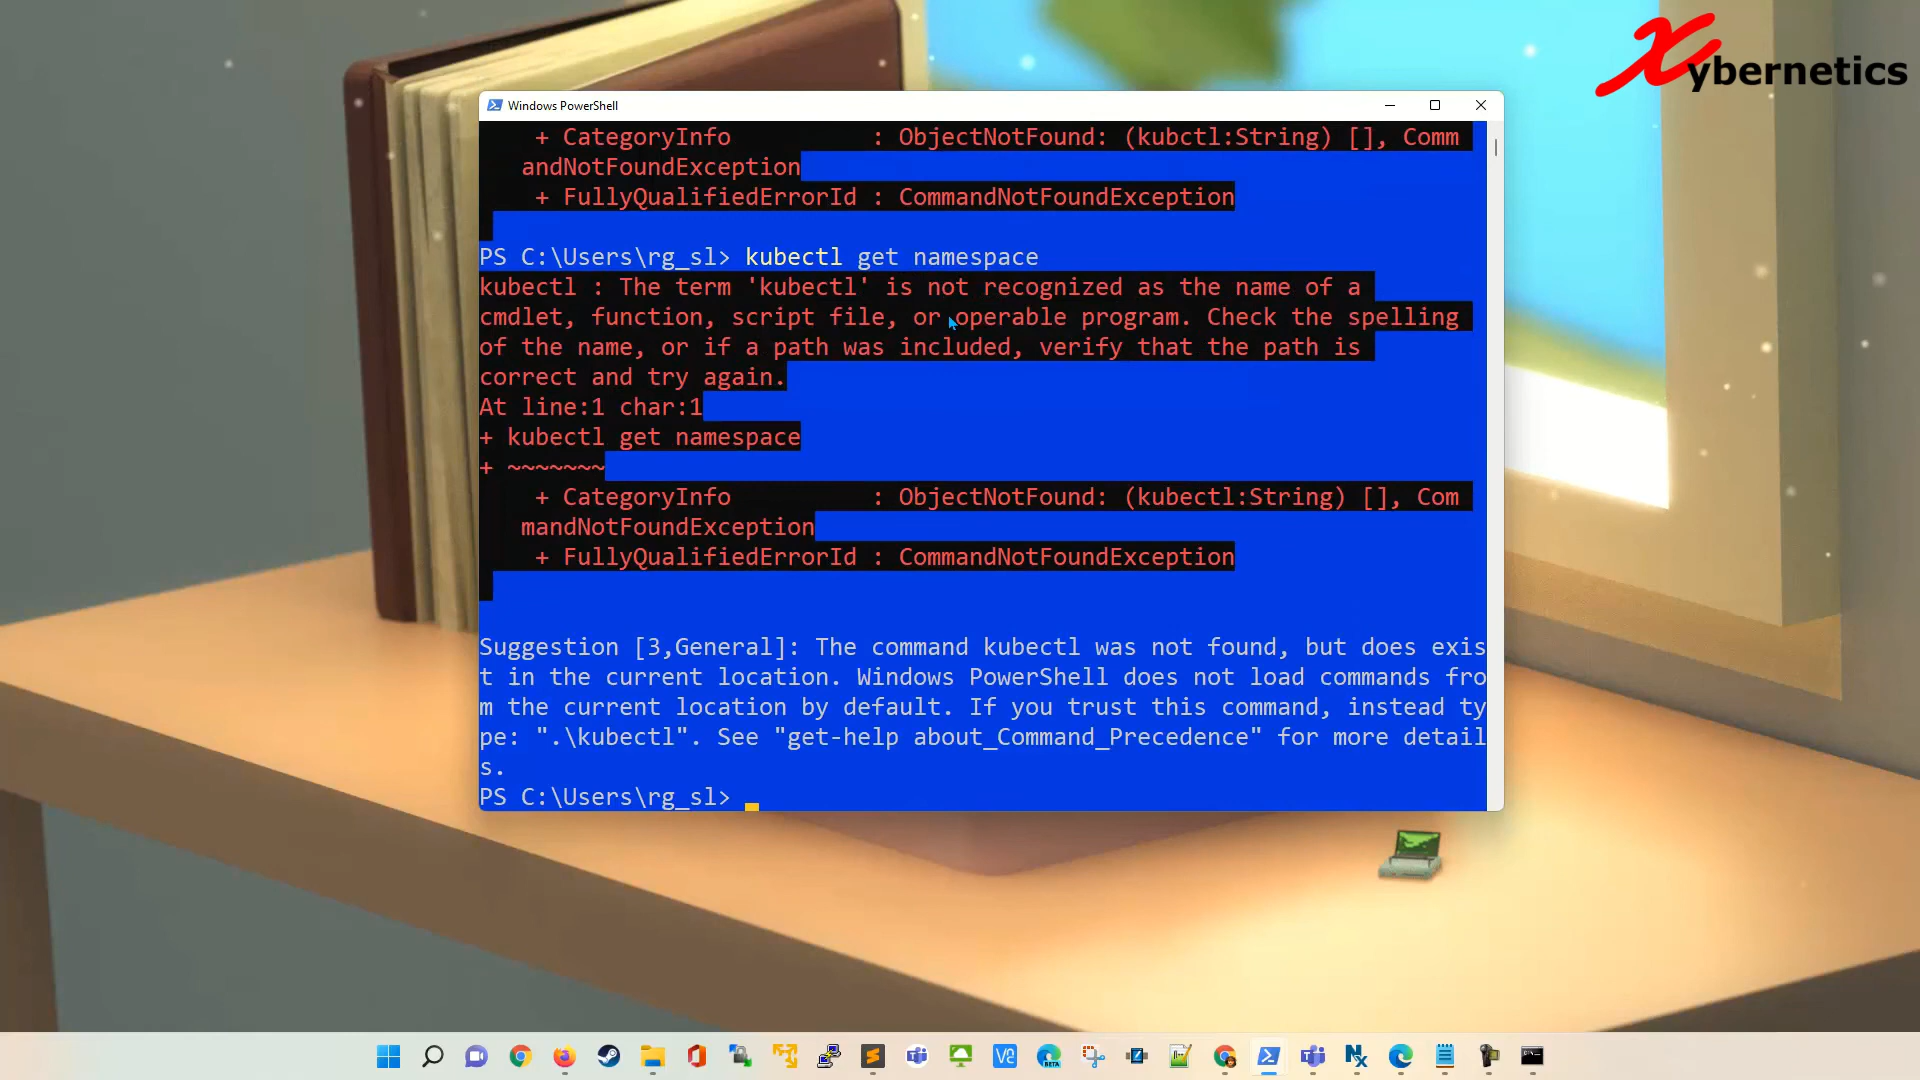 Xybernetics
Windows PowerShell
+ CategoryInfo          : ObjectNotFound: (kubctl:String) [], Comm
andNotFoundException
+ FullyQualifiedErrorId : CommandNotFoundException
PS C:\Users\rg_sl> kubectl get namespace
kubectl : The term 'kubectl' is not recognized as the name of a
cmdlet, function, script file, or operable program. Check the spelling
of the name, or if a path was included, verify that the path is
correct and try again.
At line:1 char:1
+ kubectl get namespace
+ ~~~~~~~
+ CategoryInfo          : ObjectNotFound: (kubectl:String) [], Com
mandNotFoundException
+ FullyQualifiedErrorId : CommandNotFoundException
Suggestion [3,General]: The command kubectl was not found, but does exis
t in the current location. Windows PowerShell does not load commands fro
m the current location by default. If you trust this command, instead ty
pe: ".\kubectl". See "get-help about_Command_Precedence" for more detail
s.
PS C:\Users\rg_sl>